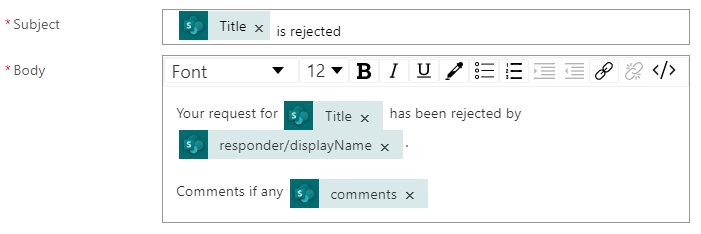 * Subject
Title × is rejected
* Body
Font 12 B I U </>
Your request for Title × has been rejected by
responder/displayName × .
Comments if any comments ×